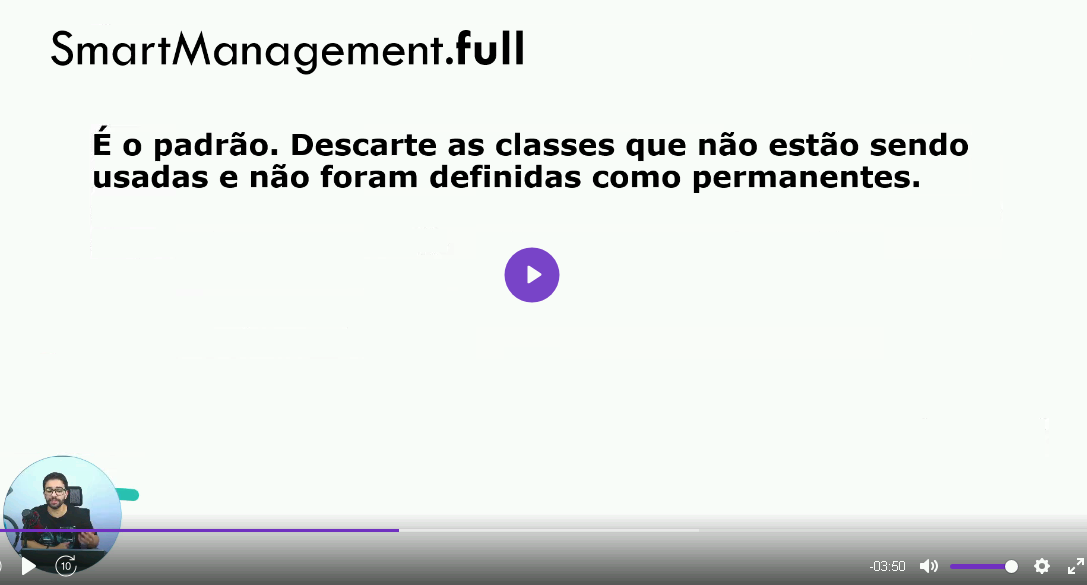 SmartManagement.full
É o padrão. Descarte as classes que não estão sendo
usadas e não foram definidas como permanentes.
10
-03:50